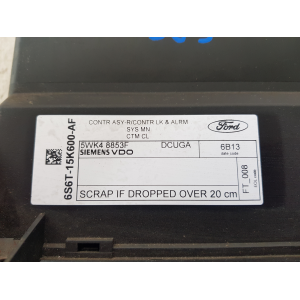 CONTR ASY-R/CONTR LK & ALRM
SYS MN
CTM CL
Ford
5WK4 8853F
DCUGA
6B13
SIEMENS VDO
6S6T-15K600-AF
FT_008
SCRAP IF DROPPED OVER 20 cm